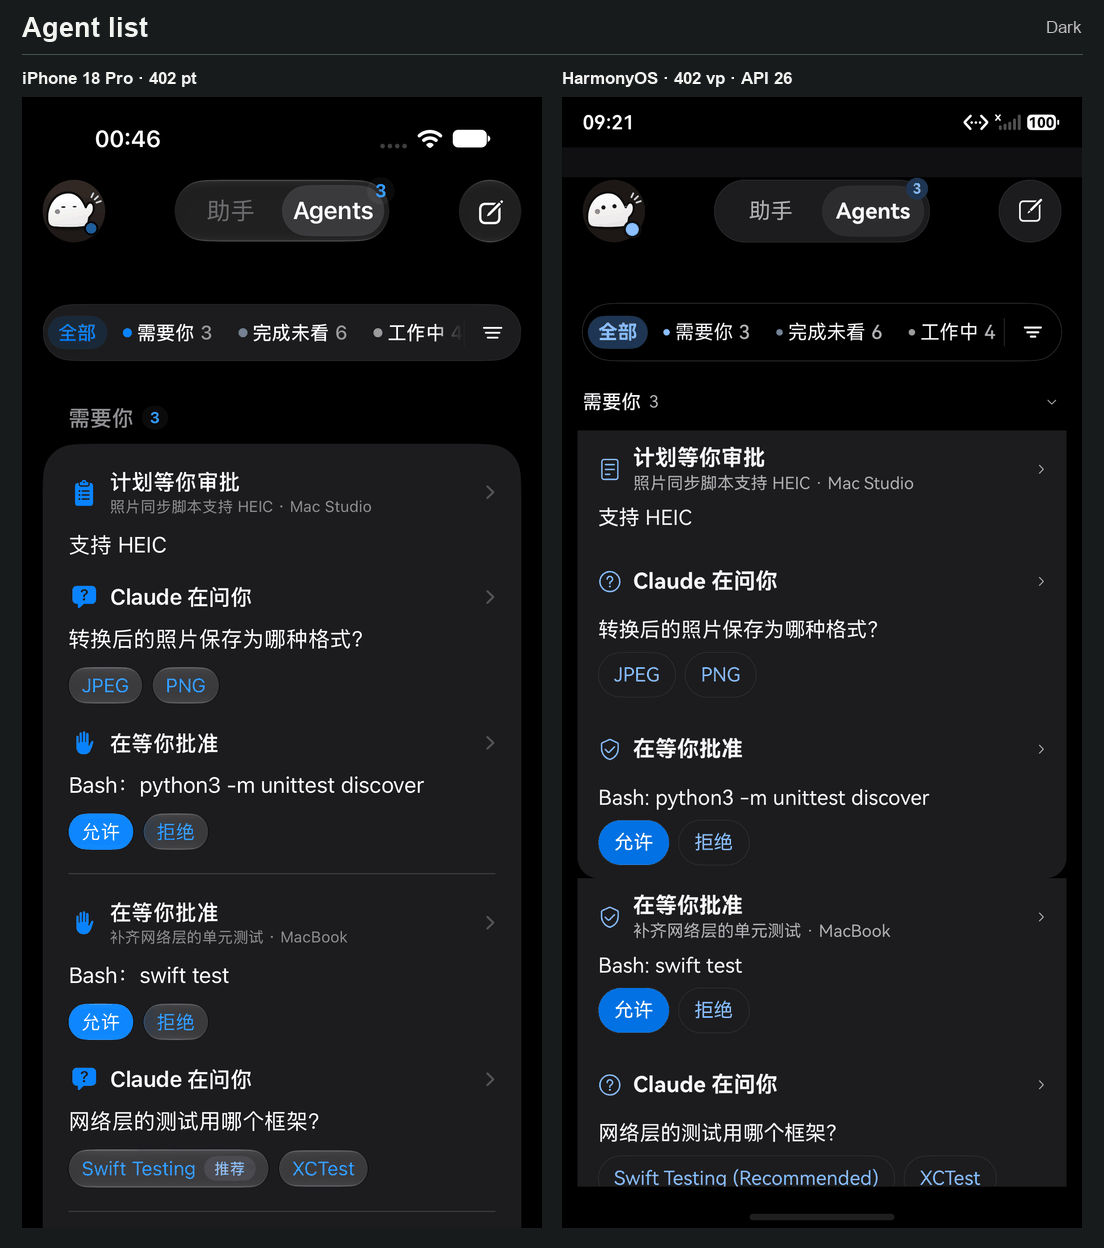 Agent list
Dark
iPhone 18 Pro · 402 pt
00:46
助手
Agents
3
全部
需要你 3
完成未看 6
工作中 4
需要你 3
计划等你审批
照片同步脚本支持 HEIC · Mac Studio
支持 HEIC
Claude 在问你
转换后的照片保存为哪种格式?
JPEG
PNG
在等你批准
Bash: python3 -m unittest discover
允许
拒绝
在等你批准
补齐网络层的单元测试 · MacBook
Bash: swift test
允许
拒绝
Claude 在问你
网络层的测试用哪个框架?
Swift Testing 推荐
XCTest
HarmonyOS · 402 vp · API 26
09:21
100
助手
Agents
3
全部
需要你 3
完成未看 6
工作中 4
需要你 3
计划等你审批
照片同步脚本支持 HEIC · Mac Studio
支持 HEIC
Claude 在问你
转换后的照片保存为哪种格式?
JPEG
PNG
在等你批准
Bash: python3 -m unittest discover
允许
拒绝
在等你批准
补齐网络层的单元测试 · MacBook
Bash: swift test
允许
拒绝
Claude 在问你
网络层的测试用哪个框架?
Swift Testing (Recommended)
XCTest